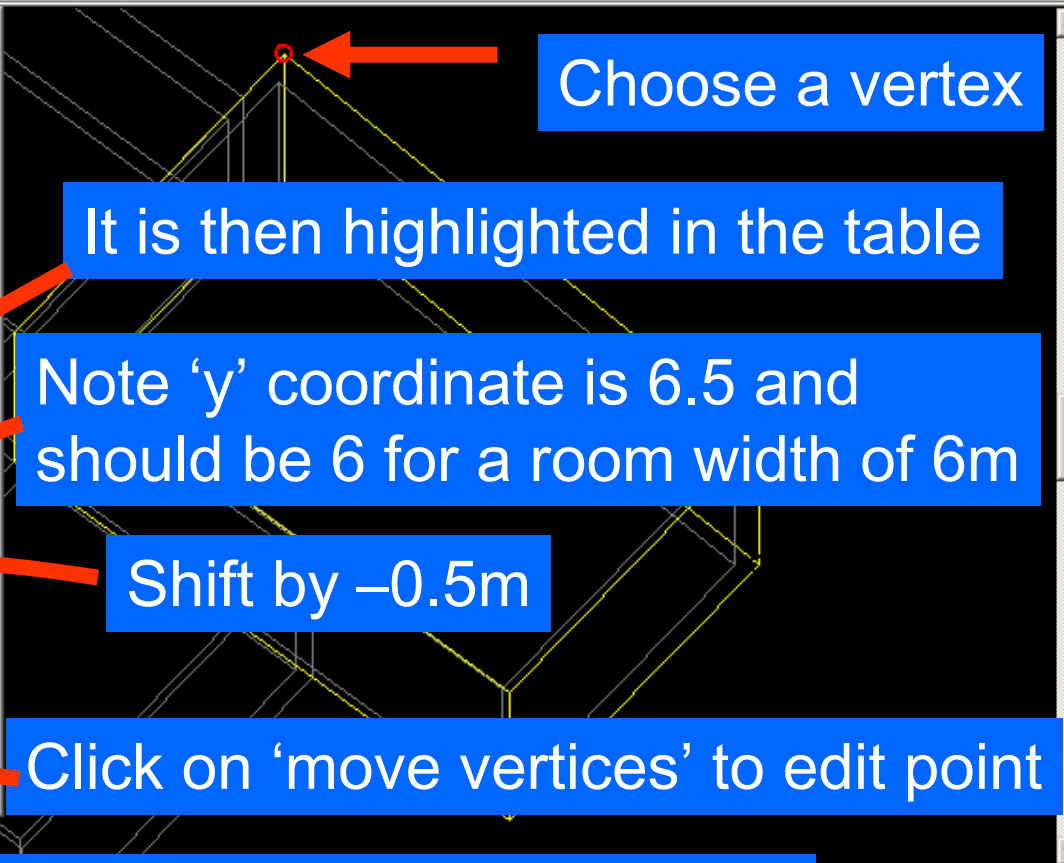 Choose a vertex
It is then highlighted in the table
Note ‘y’ coordinate is 6.5 and
should be 6 for a room width of 6m
Shift by –0.5m
Click on ‘move vertices’ to edit point